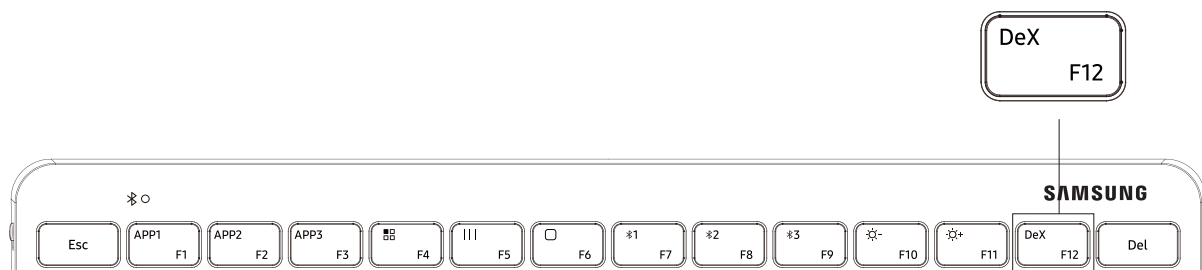 DeX
F12
SAMSUNG
Esc
APP1
F1
APP2
F2
APP3
F3
F4
F5
F6
1
F7
2
F8
3
F9
-
F10
+
F11
DeX
F12
Del